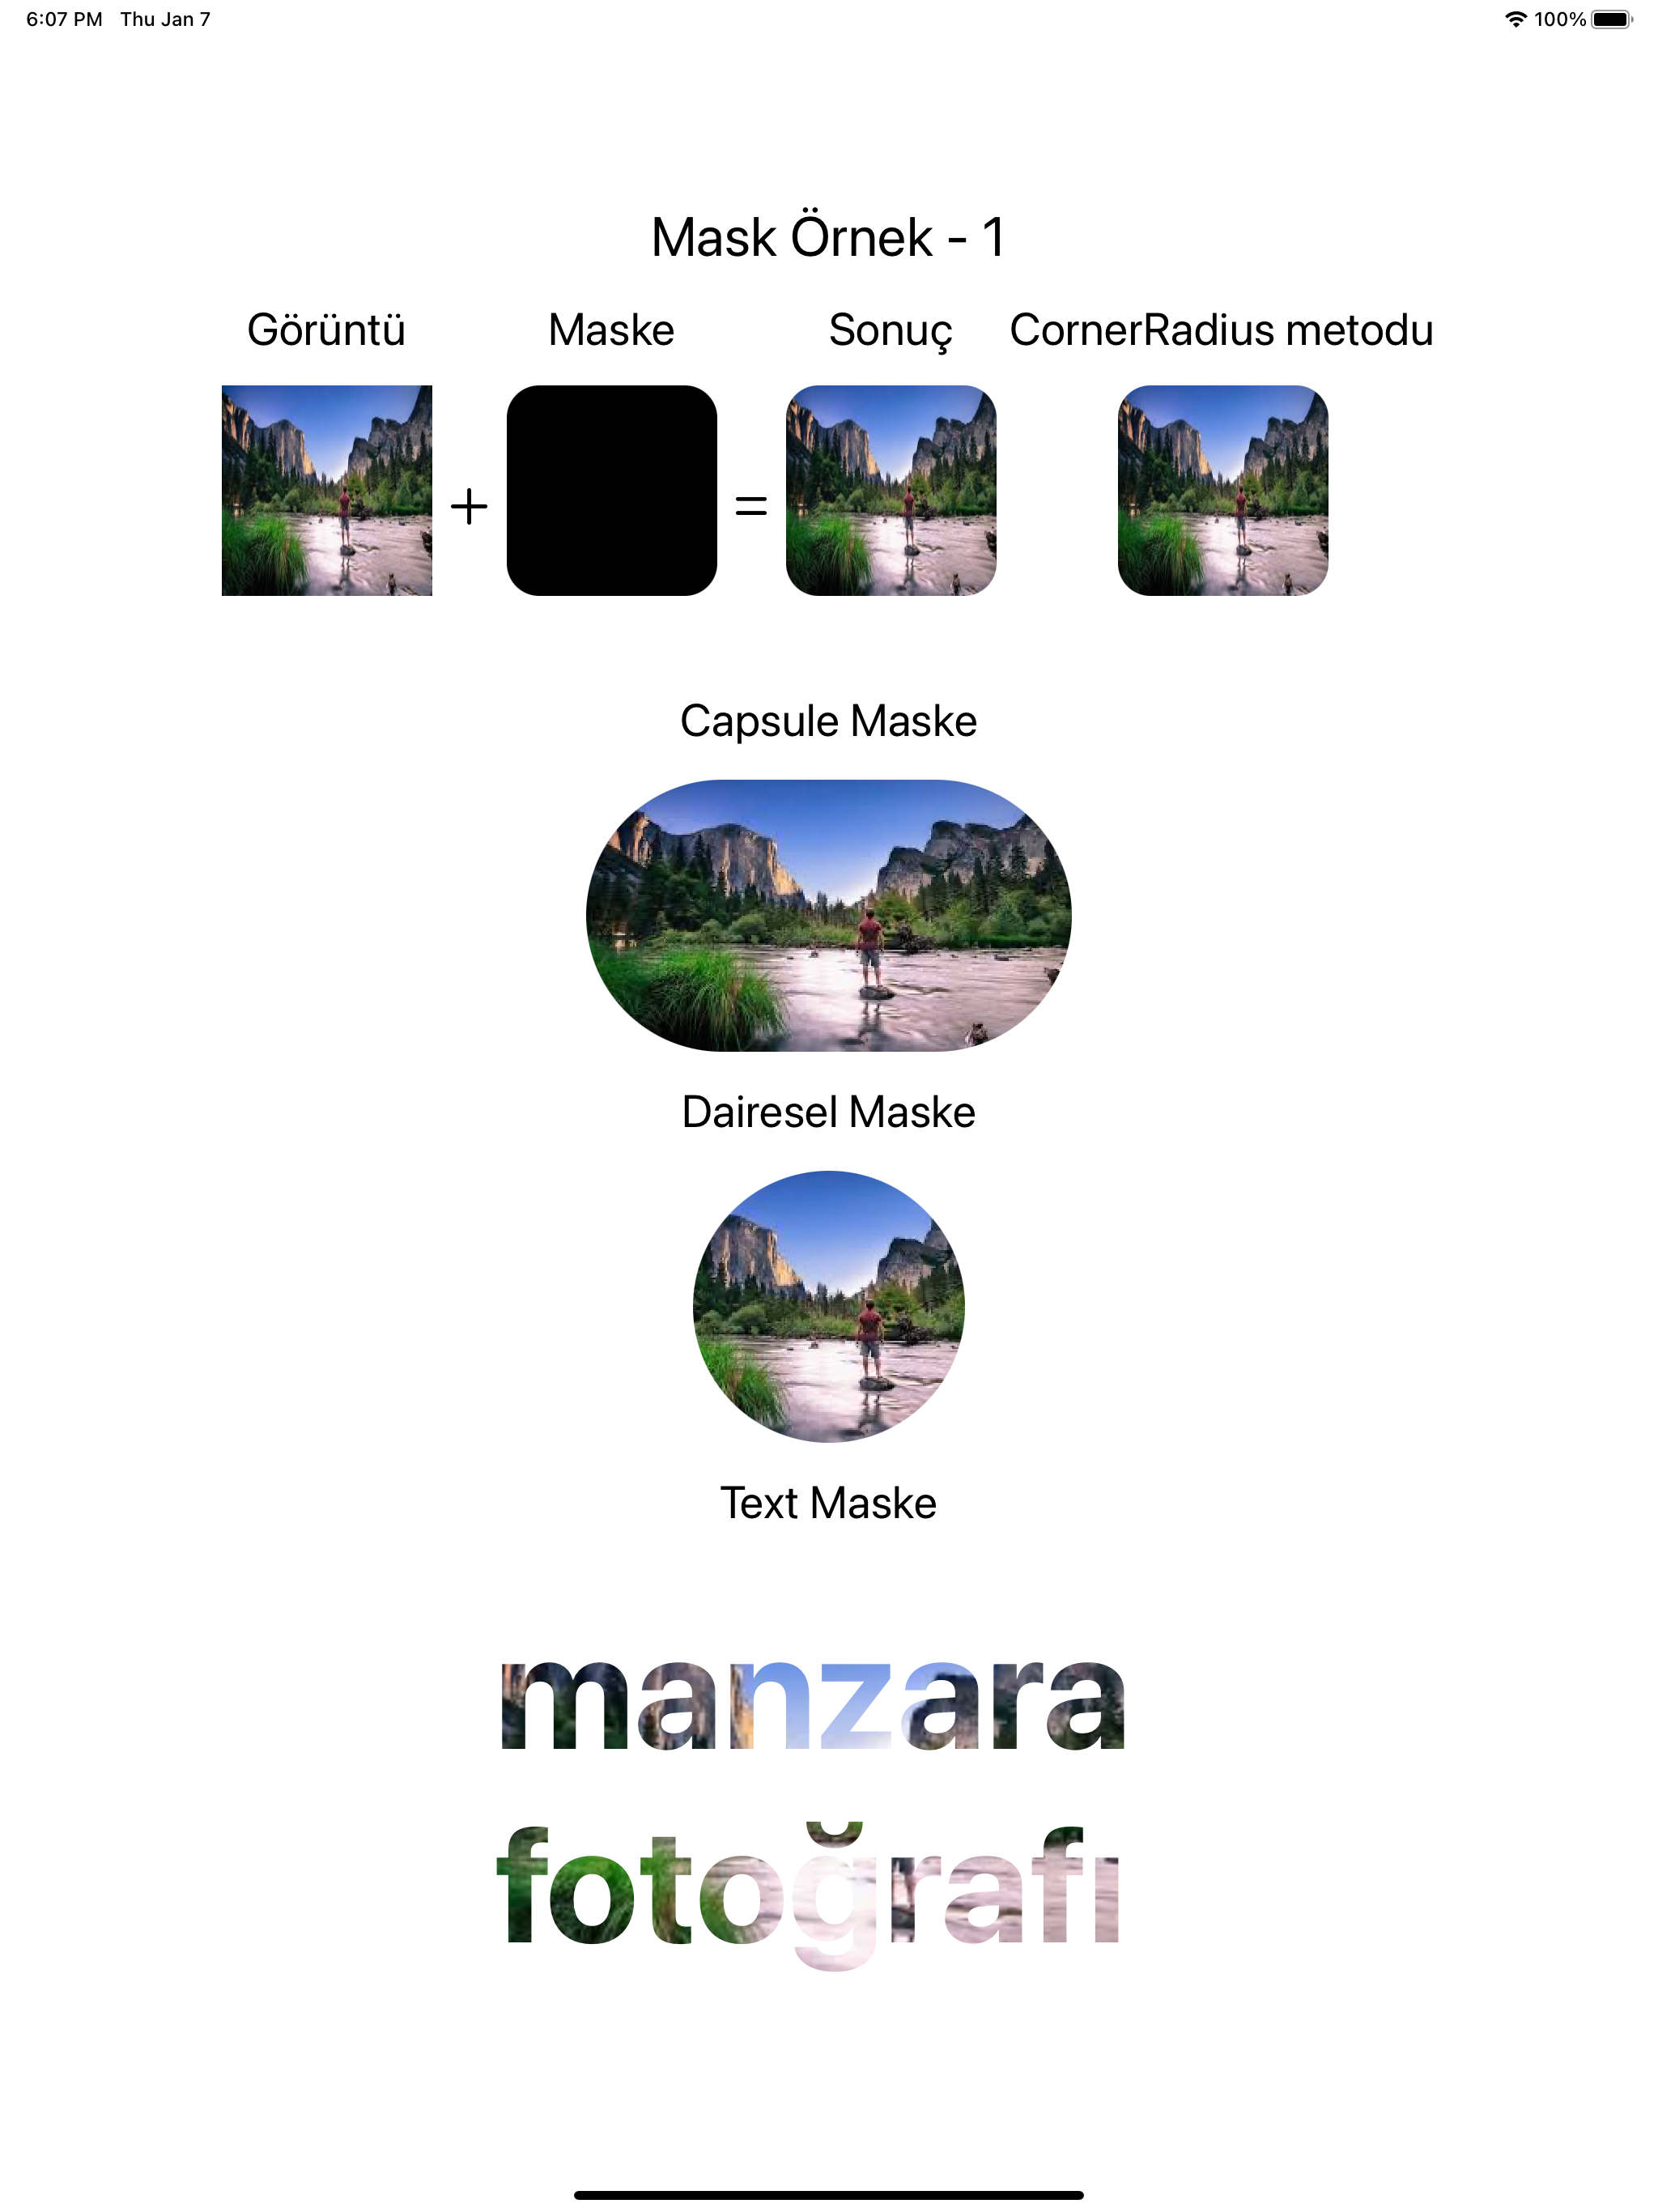 6:07 PM Thu Jan 7 100%
Mask Örnek - 1
Görüntü Maske Sonuç CornerRadius metodu
+ =
Capsule Maske
Dairesel Maske
Text Maske
manzara
fotoğrafı